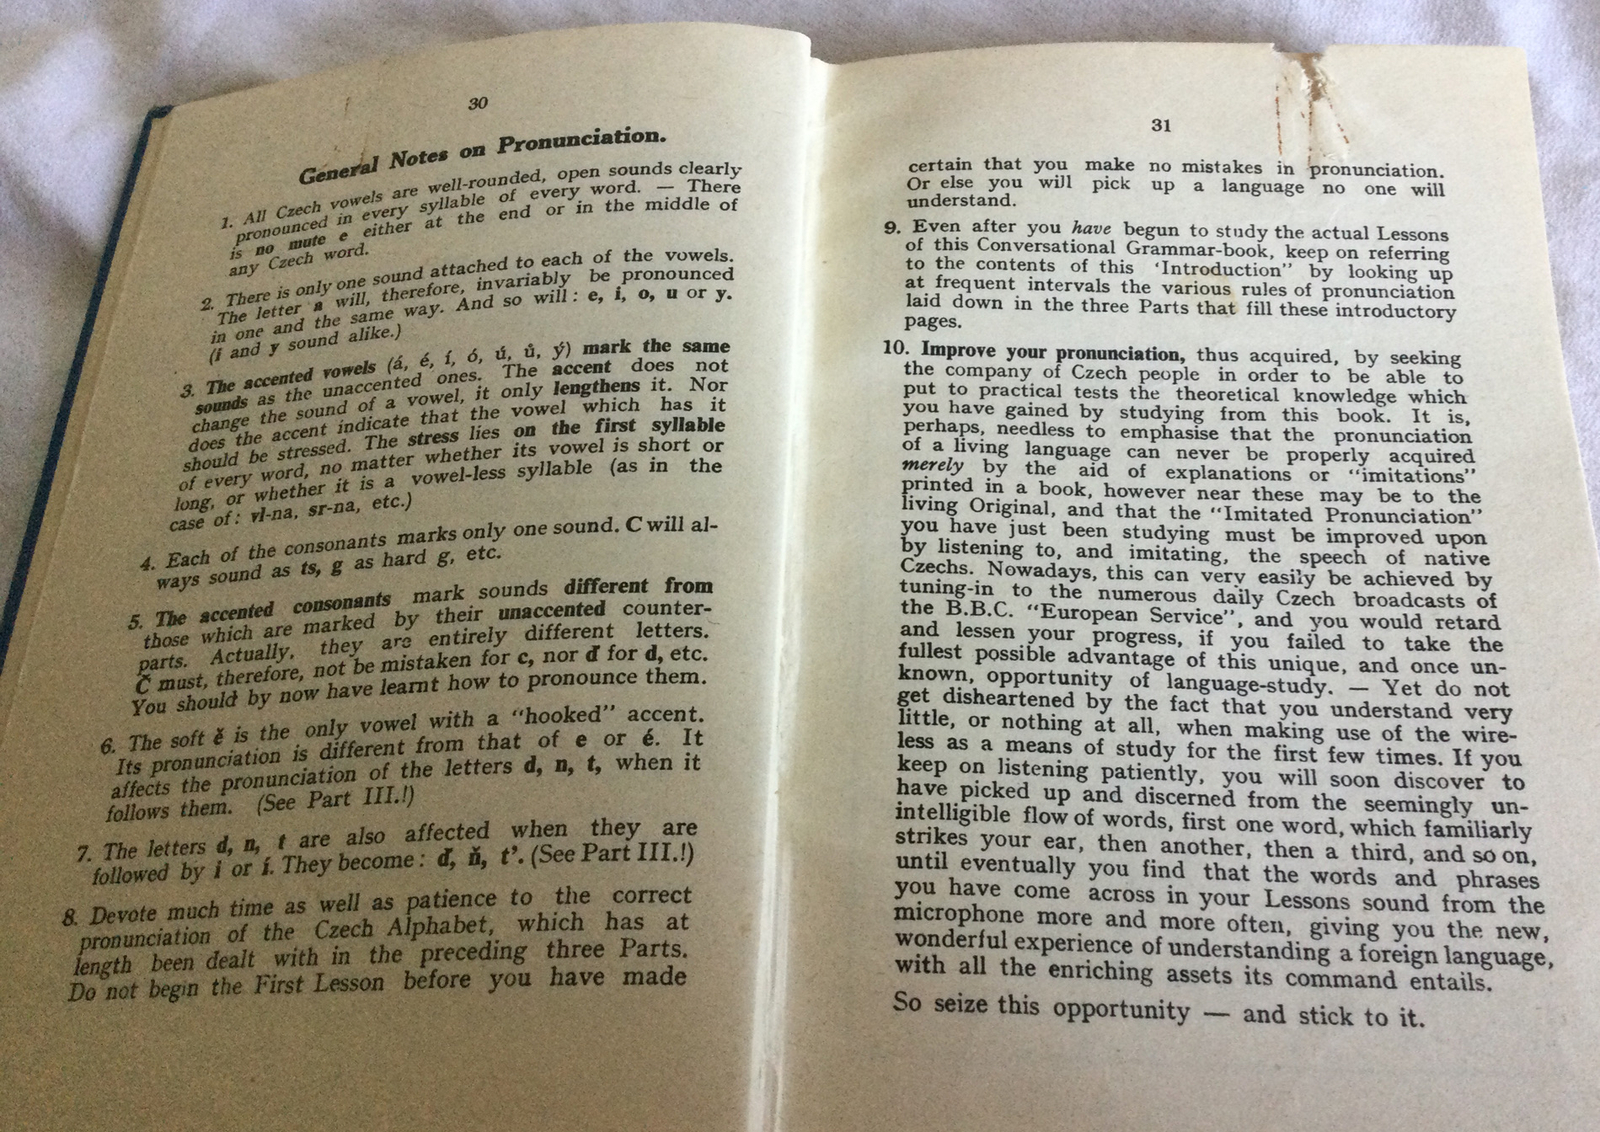 30
General Notes on Pronunciation.
1. All Czech vowels are well-rounded, open sounds clearly
pronounced in every syllable of every word. — There
is no mute e either at the end or in the middle of
any Czech word.
2. There is only one sound attached to each of the vowels.
The letter a will, therefore, invariably be pronounced
in one and the same way. And so will: e, i, o, u or y.
(i and y sound alike.)
3. The accented vowels (á, é, í, ó, ú, ů, ý) mark the same
sounds as the unaccented ones. The accent does not
change the sound of a vowel, it only lengthens it. Nor
does the accent indicate that the vowel which has it
should be stressed. The stress lies on the first syllable
of every word, no matter whether its vowel is short or
long, or whether it is a vowel-less syllable (as in the
case of: vl-na, sr-na, etc.)
4. Each of the consonants marks only one sound. C will al-
ways sound as ts, g as hard g, etc.
5. The accented consonants mark sounds different from
those which are marked by their unaccented counter-
parts. Actually, they are entirely different letters.
Č must, therefore, not be mistaken for c, nor ď for d, etc.
You should by now have learnt how to pronounce them.
6. The soft ě is the only vowel with a “hooked” accent.
Its pronunciation is different from that of e or é. It
affects the pronunciation of the letters d, n, t, when it
follows them. (See Part III.!)
7. The letters d, n, t are also affected when they are
followed by i or í. They become: ď, ň, t’. (See Part III.!)
8. Devote much time as well as patience to the correct
pronunciation of the Czech Alphabet, which has at
length been dealt with in the preceding three Parts.
Do not begin the First Lesson before you have made
31
certain that you make no mistakes in pronunciation.
Or else you will pick up a language no one will
understand.
9. Even after you have begun to study the actual Lessons
of this Conversational Grammar-book, keep on referring
to the contents of this ‘Introduction” by looking up
at frequent intervals the various rules of pronunciation
laid down in the three Parts that fill these introductory
pages.
10. Improve your pronunciation, thus acquired, by seeking
the company of Czech people in order to be able to
put to practical tests the theoretical knowledge which
you have gained by studying from this book. It is,
perhaps, needless to emphasise that the pronunciation
of a living language can never be properly acquired
merely by the aid of explanations or “imitations”
printed in a book, however near these may be to the
living Original, and that the “Imitated Pronunciation”
you have just been studying must be improved upon
by listening to, and imitating, the speech of native
Czechs. Nowadays, this can very easily be achieved by
tuning-in to the numerous daily Czech broadcasts of
the B.B.C. “European Service”, and you would retard
and lessen your progress, if you failed to take the
fullest possible advantage of this unique, and once un-
known, opportunity of language-study. — Yet do not
get disheartened by the fact that you understand very
little, or nothing at all, when making use of the wire-
less as a means of study for the first few times. If you
keep on listening patiently, you will soon discover to
have picked up and discerned from the seemingly un-
intelligible flow of words, first one word, which familiarly
strikes your ear, then another, then a third, and so on,
until eventually you find that the words and phrases
you have come across in your Lessons sound from the
microphone more and more often, giving you the new,
wonderful experience of understanding a foreign language,
with all the enriching assets its command entails.
So seize this opportunity — and stick to it.